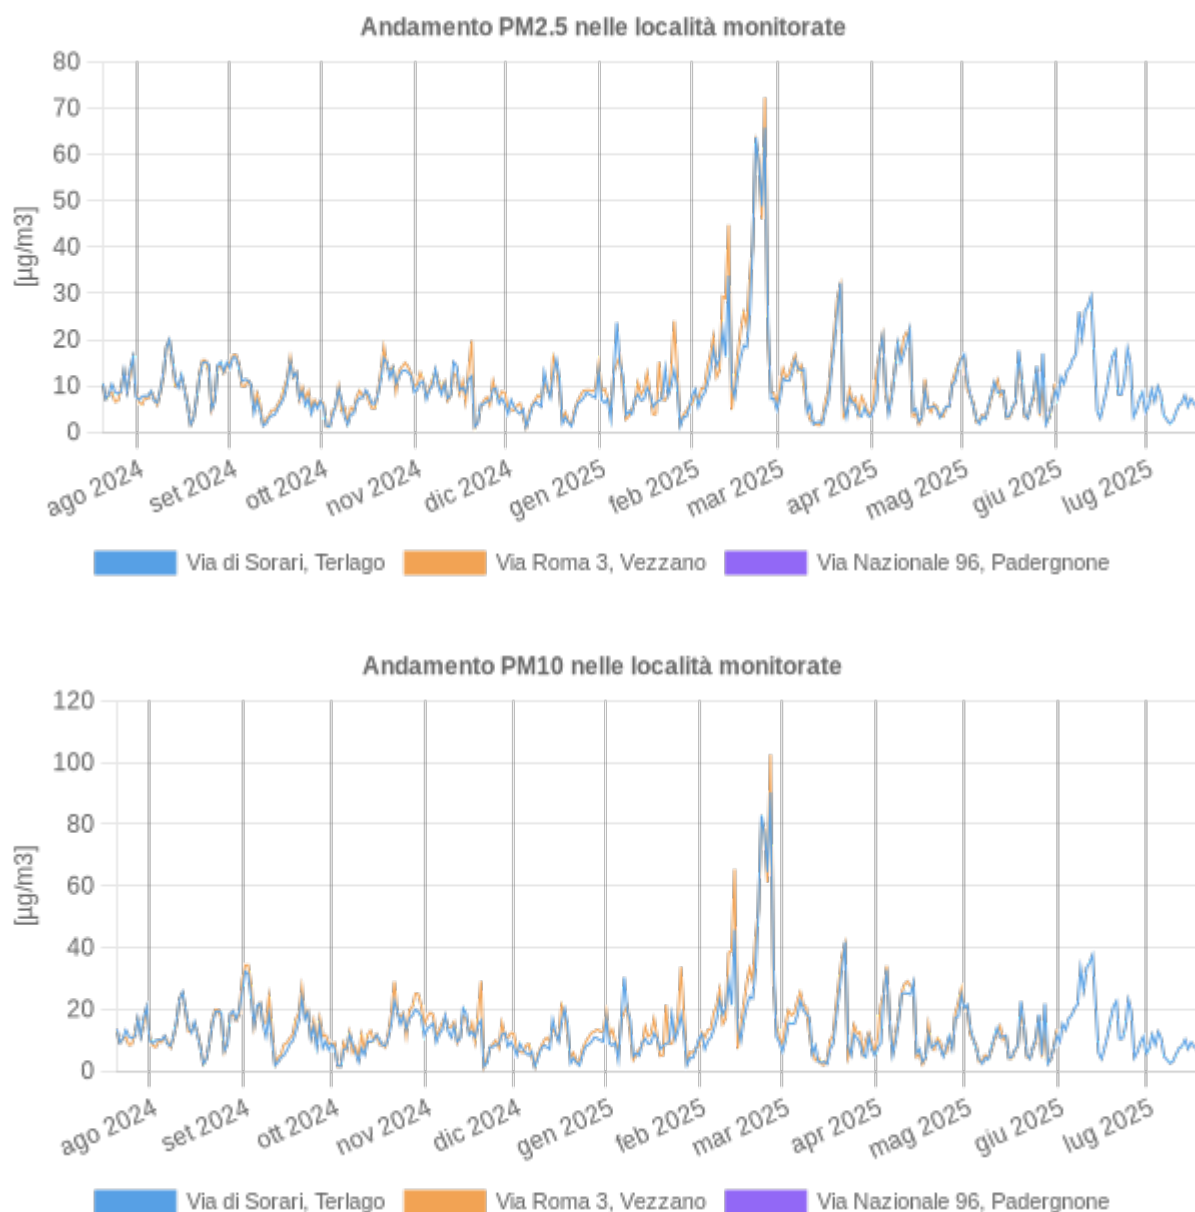 Andamento PM2.5 nelle località monitorate
80
70
60
50
40
30
20
10
0
[µg/m3]
ago 2024
set 2024
ott 2024
nov 2024
dic 2024
gen 2025
feb 2025
mar 2025
apr 2025
mag 2025
giu 2025
lug 2025
Via di Sorari, Terlago
Via Roma 3, Vezzano
Via Nazionale 96, Padergnone
Andamento PM10 nelle località monitorate
120
100
80
60
40
20
0
[µg/m3]
ago 2024
set 2024
ott 2024
nov 2024
dic 2024
gen 2025
feb 2025
mar 2025
apr 2025
mag 2025
giu 2025
lug 2025
Via di Sorari, Terlago
Via Roma 3, Vezzano
Via Nazionale 96, Padergnone